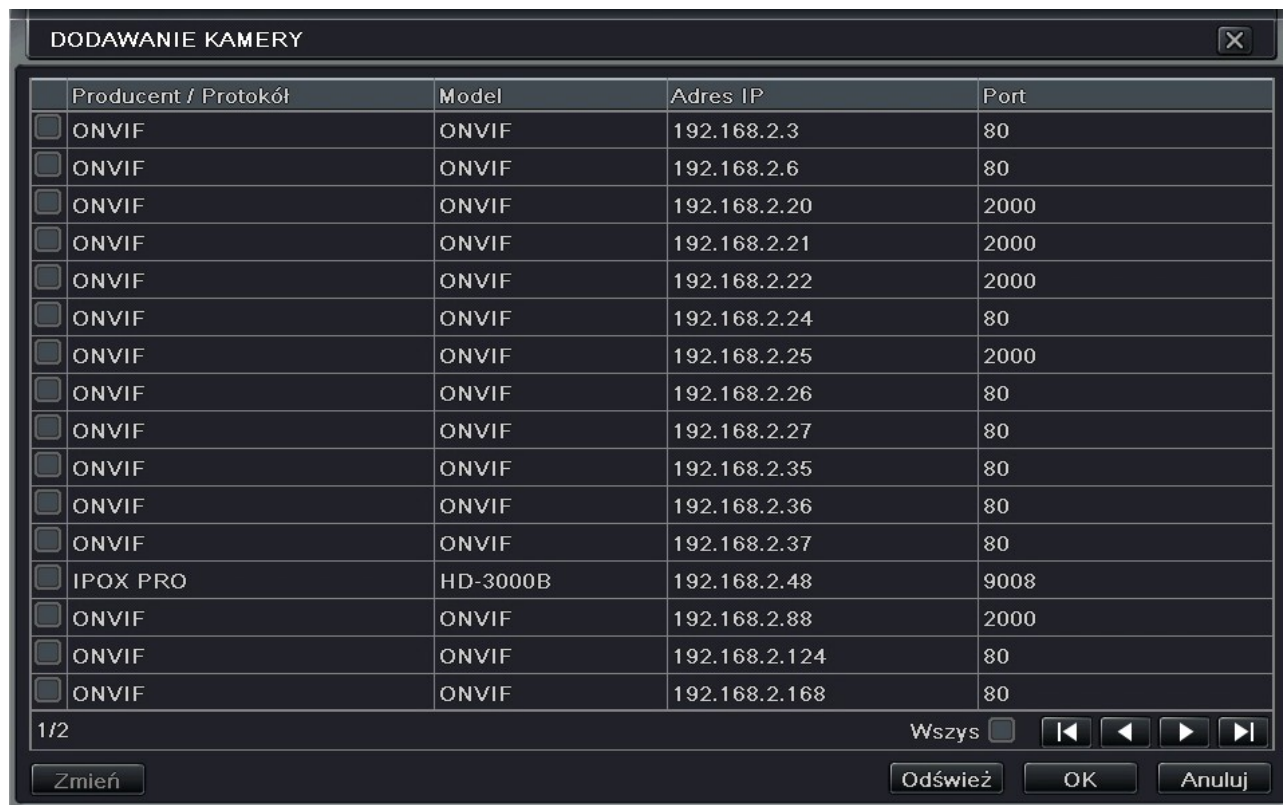 DODAWANIE KAMERY
Producent / Protokół Model Adres IP Port
ONVIF ONVIF 192.168.2.3 80
ONVIF ONVIF 192.168.2.6 80
ONVIF ONVIF 192.168.2.20 2000
ONVIF ONVIF 192.168.2.21 2000
ONVIF ONVIF 192.168.2.22 2000
ONVIF ONVIF 192.168.2.24 80
ONVIF ONVIF 192.168.2.25 2000
ONVIF ONVIF 192.168.2.26 80
ONVIF ONVIF 192.168.2.27 80
ONVIF ONVIF 192.168.2.35 80
ONVIF ONVIF 192.168.2.36 80
ONVIF ONVIF 192.168.2.37 80
IPOX PRO HD-3000B 192.168.2.48 9008
ONVIF ONVIF 192.168.2.88 2000
ONVIF ONVIF 192.168.2.124 80
ONVIF ONVIF 192.168.2.168 80
1/2 Wszys
Zmień Odśwież OK Anuluj